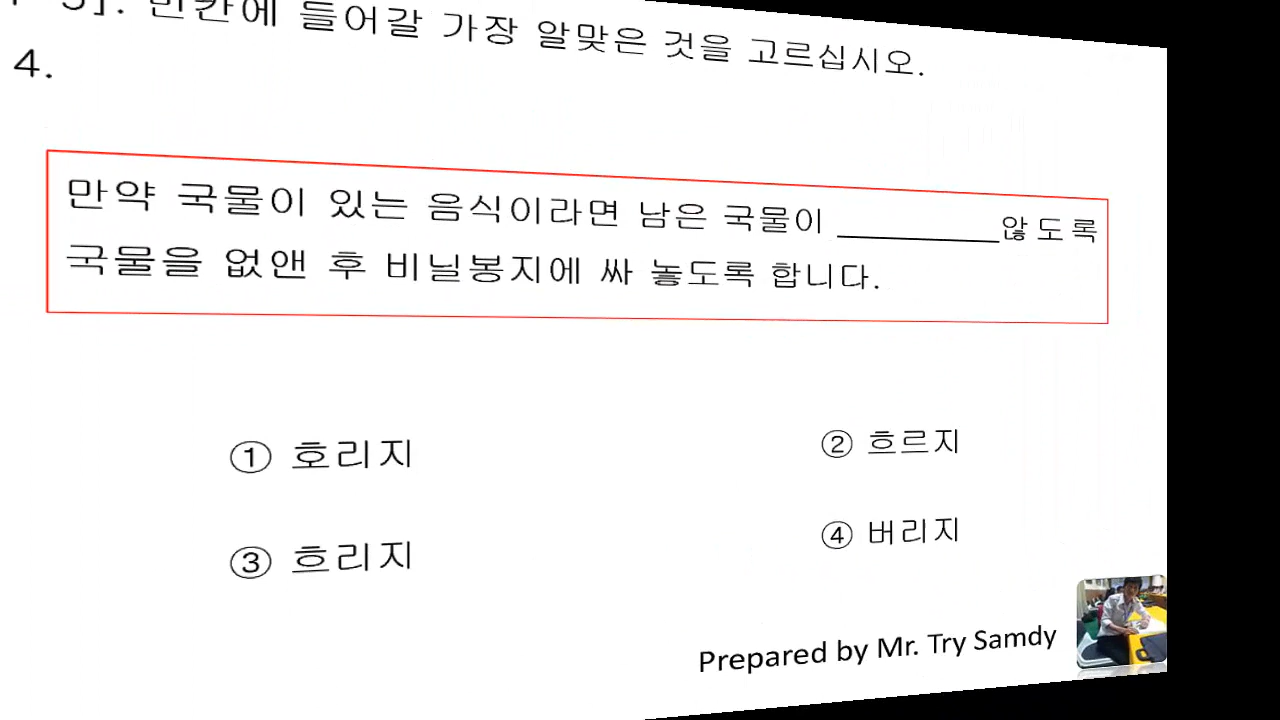 빈칸에 들어갈 가장 알맞은 것을 고르십시오.
4.
만약 국물이 있는 음식이라면 남은 국물이 __________않도록
국물을 없앤 후 비닐봉지에 싸 놓도록 합니다.
① 호리지
② 흐르지
③ 흐리지
④ 버리지
Prepared by Mr. Try Samdy